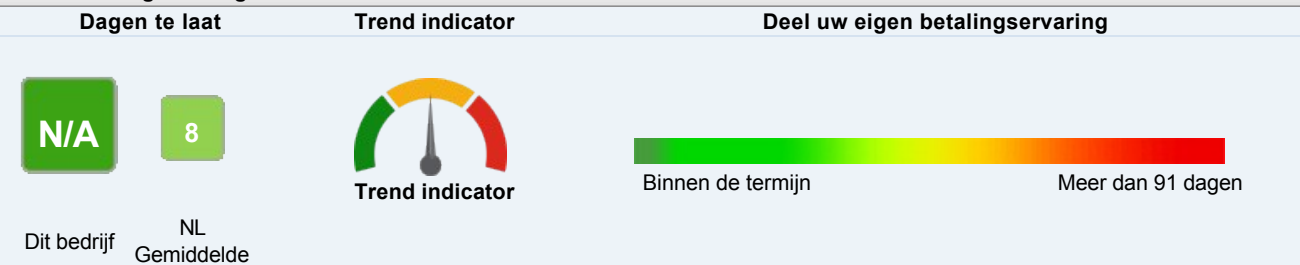 Dagen te laat
Trend indicator
Deel uw eigen betalingservaring
N/A
8
Trend indicator
Binnen de termijn
Meer dan 91 dagen
Dit bedrijf
NL
Gemiddelde